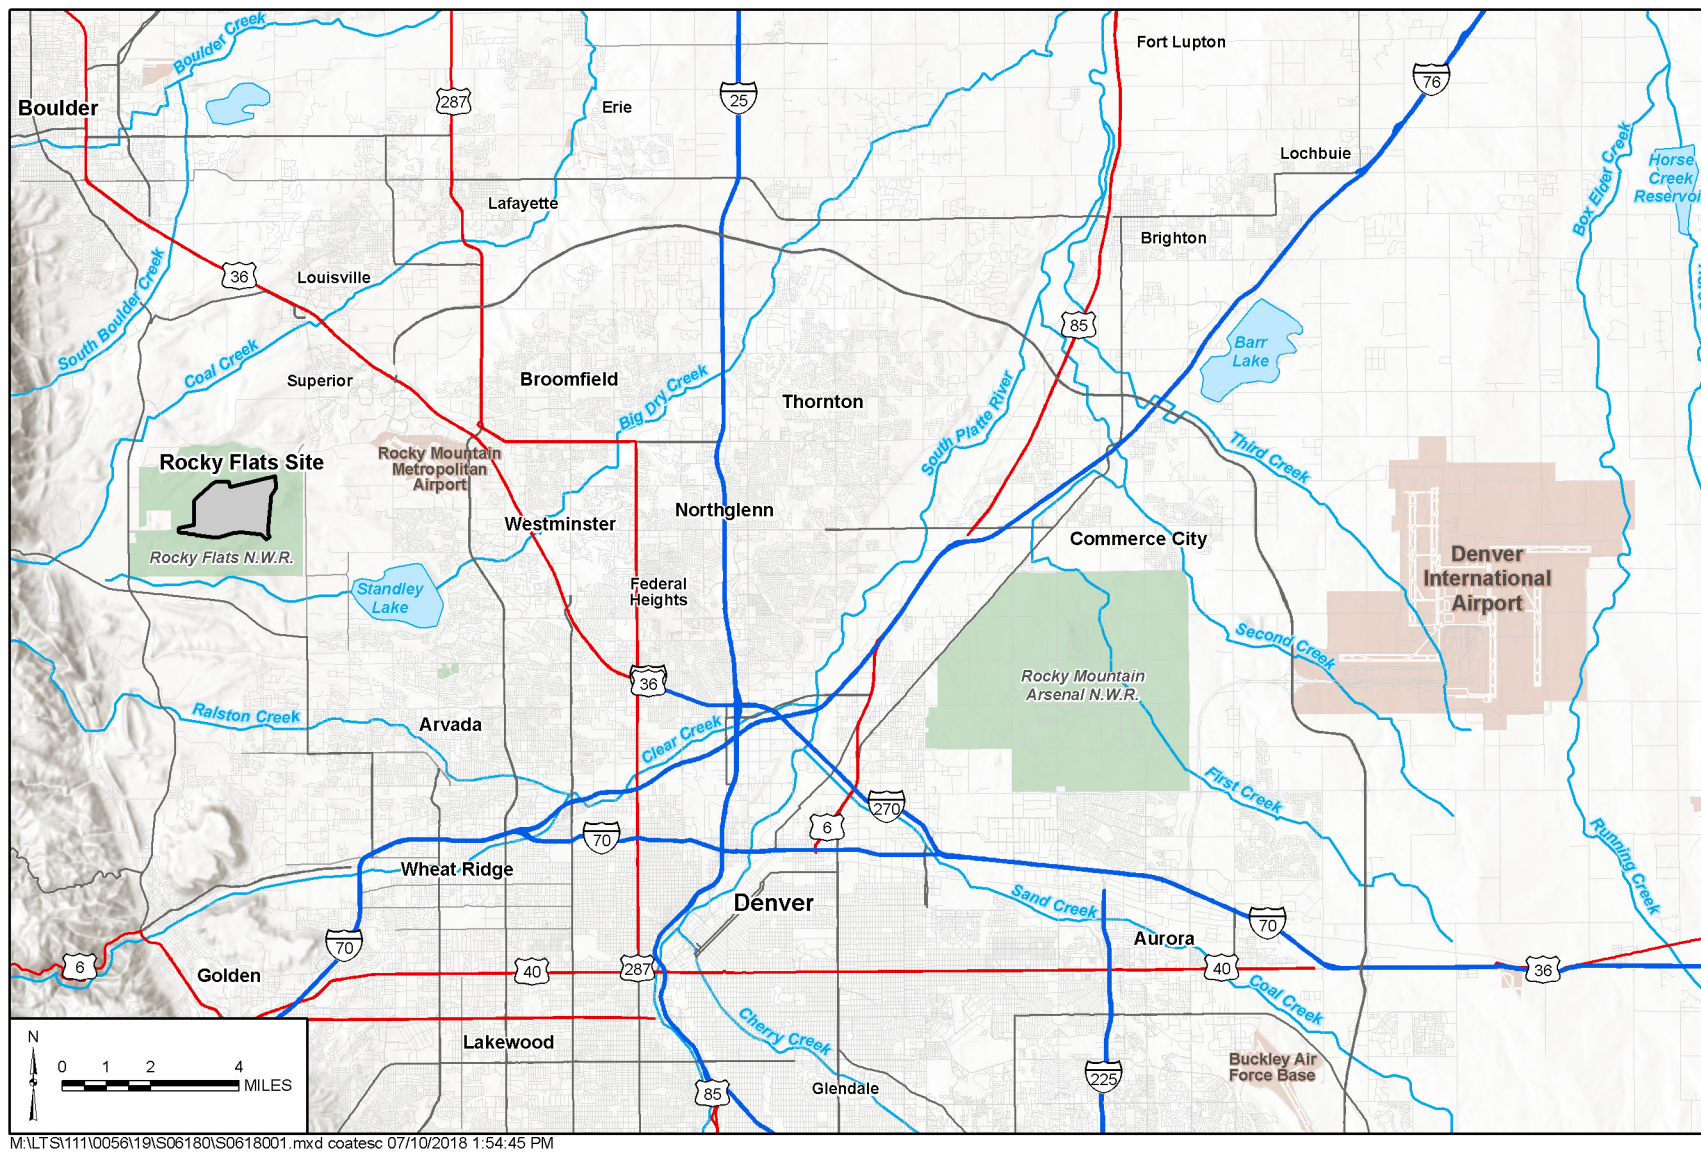 Boulder Creek
Fort Lupton
Boulder
287
25
Erie
76
Lochbuie
Horse
Creek
Box Elder Creek
Lafayette
Brighton
South Boulder Creek
36
Louisville
85
Barr
Lake
Coal Creek
Superior
Broomfield
Big Dry Creek
Thornton
South Platte River
Third Creek
Rocky Flats Site
Rocky Mountain
Metropolitan
Airport
Westminster
Northglenn
Commerce City
Rocky Flats N.W.R.
Denver
International
Airport
Standley
Lake
Federal
Heights
Second Creek
36
Rocky Mountain
Arsenal N.W.R.
Ralston Creek
Arvada
Clear Creek
First Creek
270
6
70
Running Creek
Wheat Ridge
Denver
Sand Creek
70
Aurora
70
6
Golden
40
287
40
36
Coal Creek
Cherry Creek
Lakewood
N
0 1 2 4
MILES
Buckley Air
Force Base
225
Glendale
85
M:\LTS\111\0056\19\S06180\S0618001.mxd coatesc 07/10/2018 1:54:45 PM